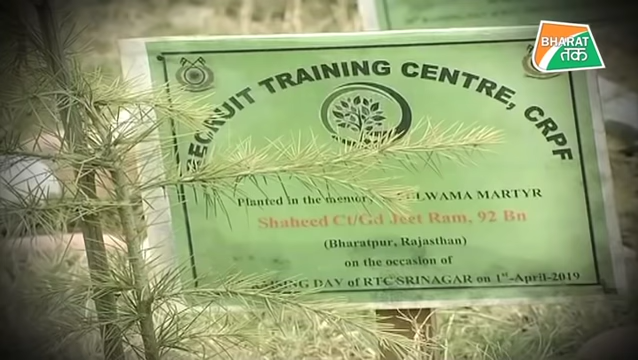 BHARAT
तक
RECRUIT TRAINING CENTRE, CRPF
Planted in the memory MARTYR
Shaheed Ct/Gd Jeet Ram, 92 Bn
(Bharatpur, Rajasthan)
on the occasion of
DAY of RTC SRINAGAR on 1st-April-2019